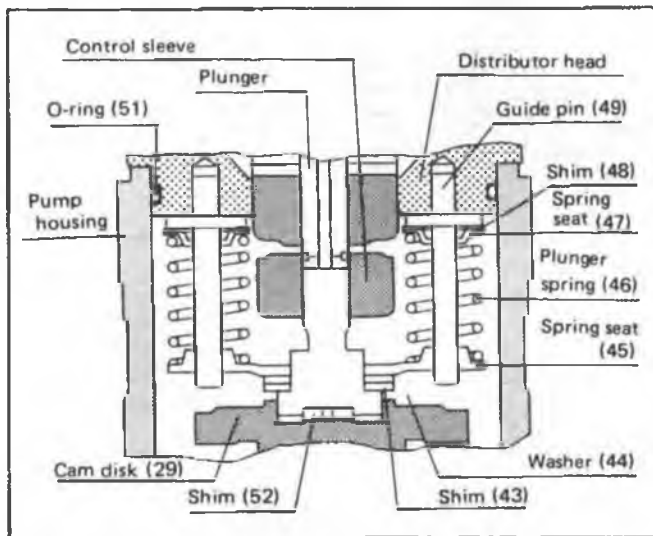 Control sleeve
Plunger
O-ring (51)
Pump
housing
Distributor head
Guide pin (49)
Shim (48)
Spring
seat (47)
Plunger
spring (46)
Spring seat
(45)
Cam disk (29)
Shim (52)
Washer (44)
Shim (43)